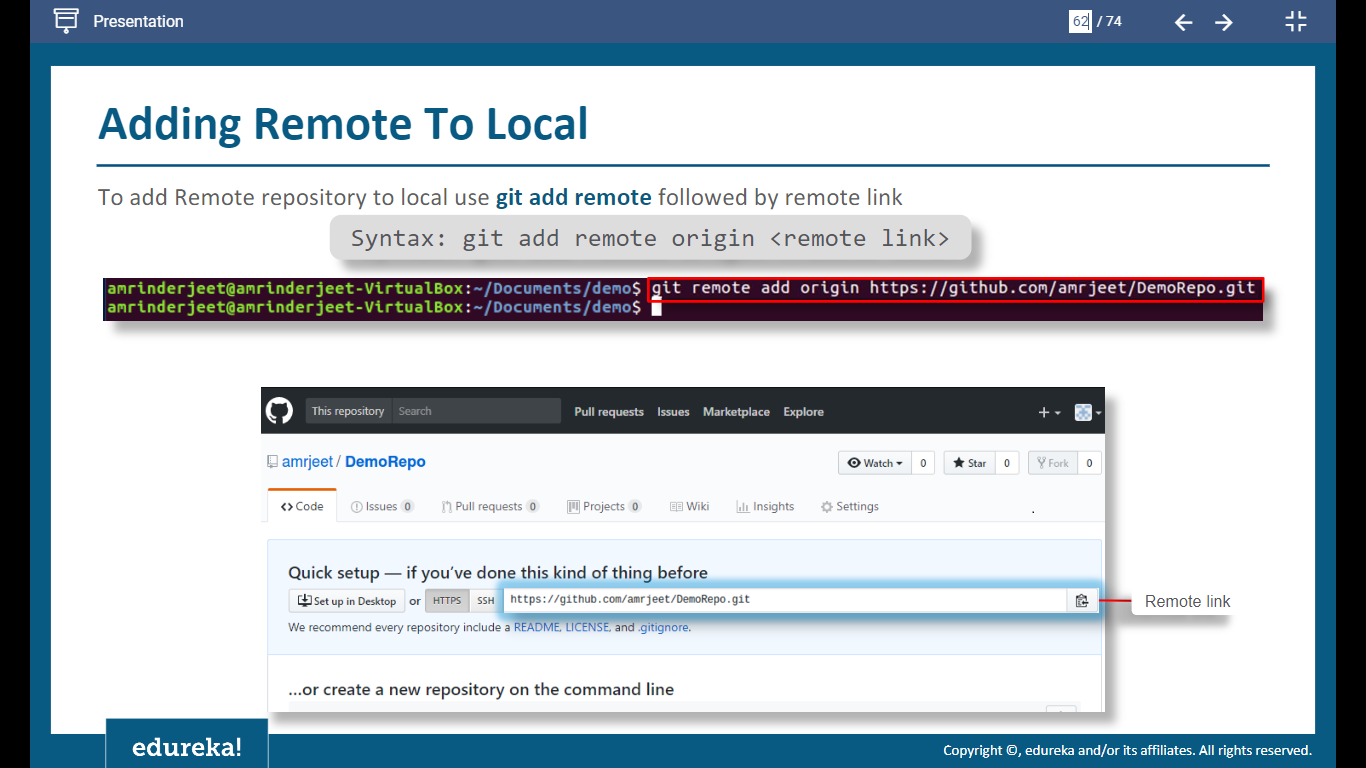 Presentation
62 / 74
Adding Remote To Local
To add Remote repository to local use git add remote followed by remote link
Syntax: git add remote origin <remote link>
amrinderjeet@amrinderjeet-VirtualBox:~/Documents/demo$ git remote add origin https://github.com/amrjeet/DemoRepo.git
amrinderjeet@amrinderjeet-VirtualBox:~/Documents/demo$
This repository Search Pull requests Issues Marketplace Explore
amrjeet / DemoRepo
Watch 0 Star 0 Fork 0
Code Issues 0 Pull requests 0 Projects 0 Wiki Insights Settings
Quick setup — if you've done this kind of thing before
Set up in Desktop or HTTPS SSH https://github.com/amrjeet/DemoRepo.git
Remote link
We recommend every repository include a README, LICENSE, and .gitignore.
...or create a new repository on the command line
edureka!
Copyright ©, edureka and/or its affiliates. All rights reserved.